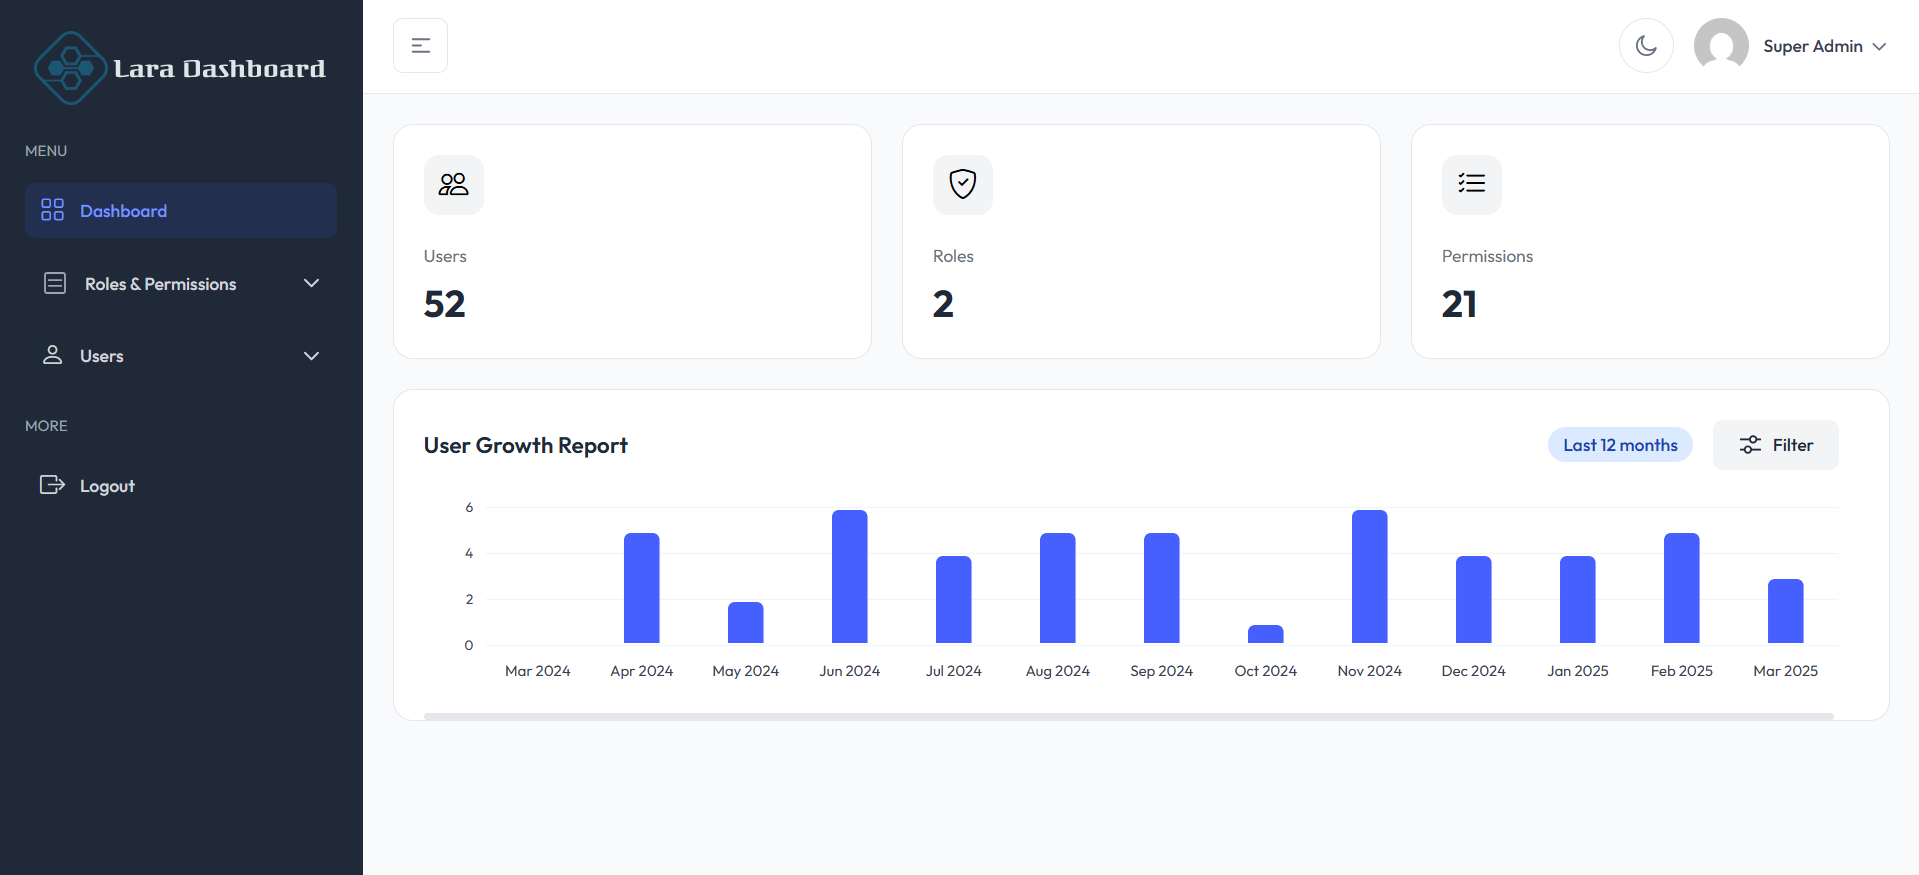 Lara Dashboard
MENU
Dashboard
Roles & Permissions
Users
MORE
Logout
Super Admin
Users
52
Roles
2
Permissions
21
User Growth Report
Last 12 months
Filter
6
4
2
0
Mar 2024 Apr 2024 May 2024 Jun 2024 Jul 2024 Aug 2024 Sep 2024 Oct 2024 Nov 2024 Dec 2024 Jan 2025 Feb 2025 Mar 2025